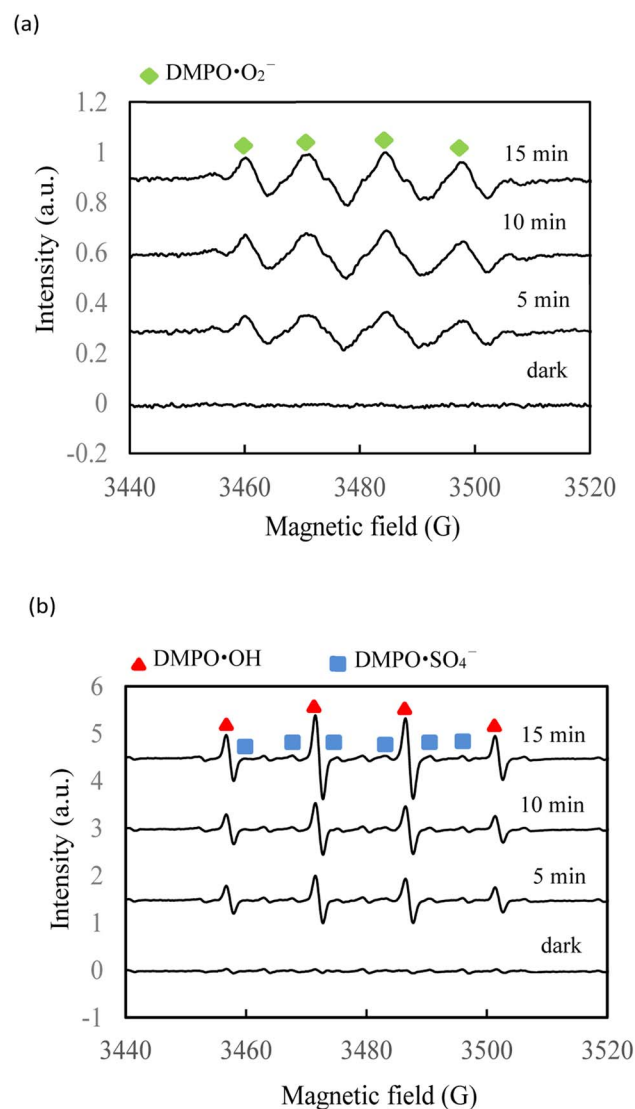 (a)
DMPO•O₂⁻
1.2
1
0.8
0.6
0.4
0.2
0
-0.2
15 min
10 min
5 min
dark
Intensity (a.u.)
3440 3460 3480 3500 3520
Magnetic field (G)
(b)
DMPO•OH DMPO•SO₄⁻
6
5
4
3
2
1
0
-1
15 min
10 min
5 min
dark
Intensity (a.u.)
3440 3460 3480 3500 3520
Magnetic field (G)